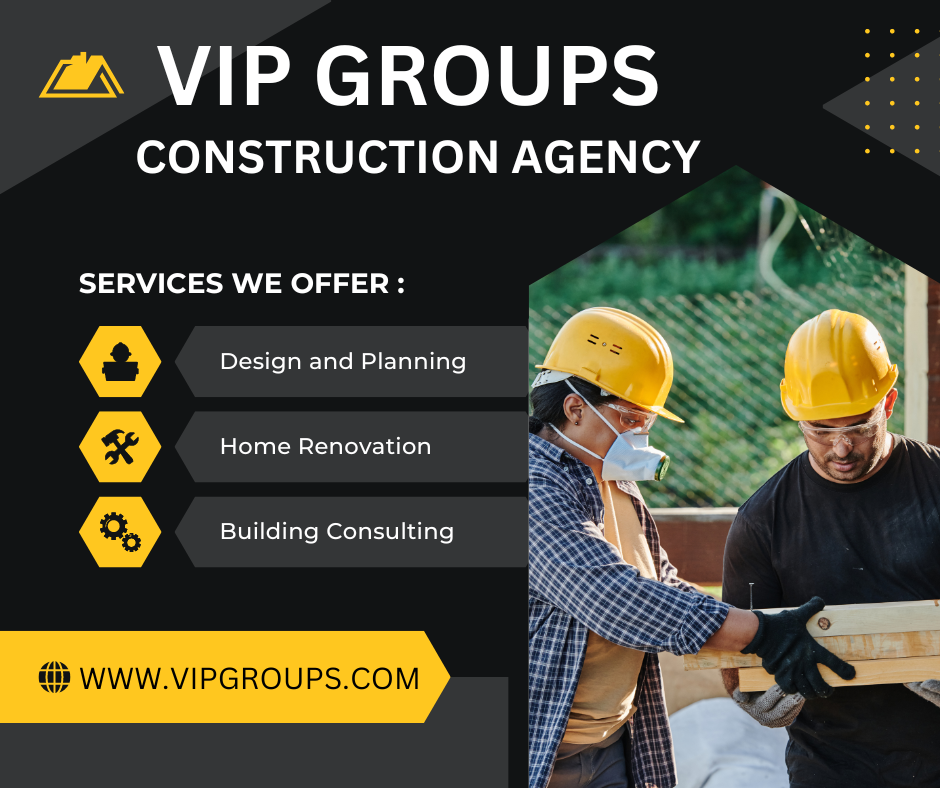 VIP GROUPS
CONSTRUCTION AGENCY
SERVICES WE OFFER :
Design and Planning
Home Renovation
Building Consulting
WWW.VIPGROUPS.COM